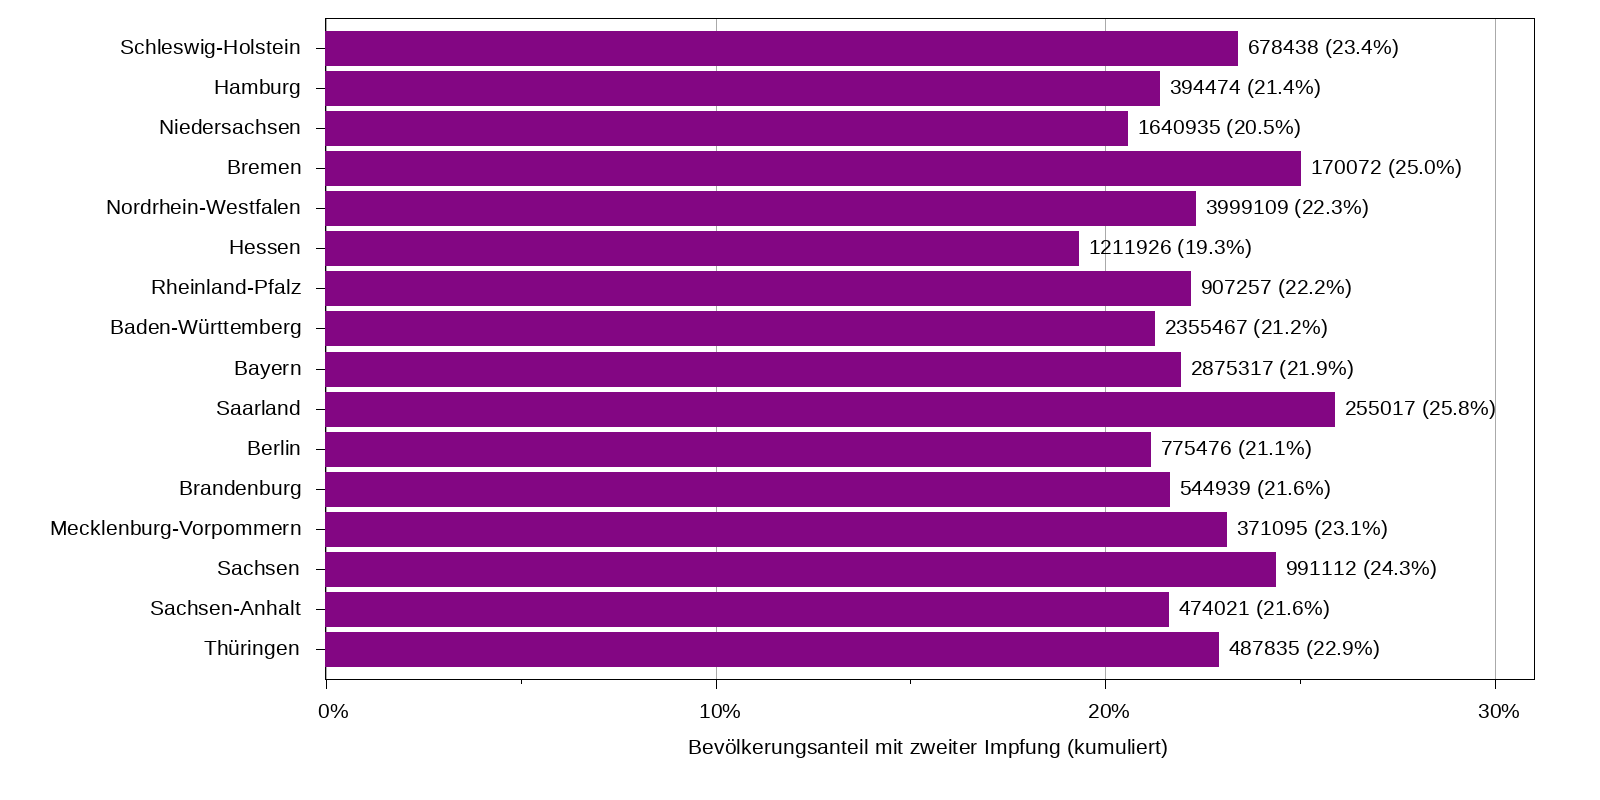 Schleswig-Holstein 678438 (23.4%)
Hamburg 394474 (21.4%)
Niedersachsen 1640935 (20.5%)
Bremen 170072 (25.0%)
Nordrhein-Westfalen 3999109 (22.3%)
Hessen 1211926 (19.3%)
Rheinland-Pfalz 907257 (22.2%)
Baden-Württemberg 2355467 (21.2%)
Bayern 2875317 (21.9%)
Saarland 255017 (25.8%)
Berlin 775476 (21.1%)
Brandenburg 544939 (21.6%)
Mecklenburg-Vorpommern 371095 (23.1%)
Sachsen 991112 (24.3%)
Sachsen-Anhalt 474021 (21.6%)
Thüringen 487835 (22.9%)
0% 10% 20% 30%
Bevölkerungsanteil mit zweiter Impfung (kumuliert)